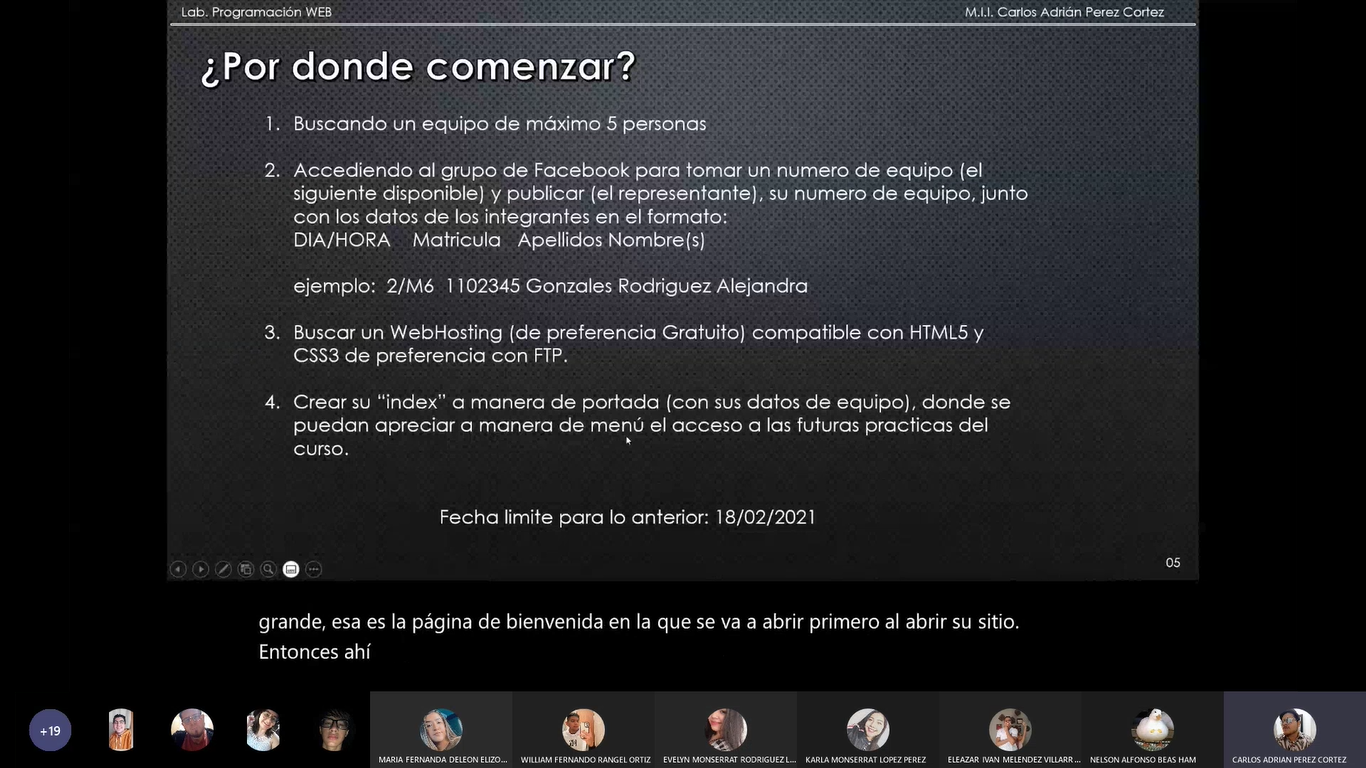 Lab. Programación WEB
M.I.I. Carlos Adrián Perez Cortez
¿Por donde comenzar?
1. Buscando un equipo de máximo 5 personas
2. Accediendo al grupo de Facebook para tomar un numero de equipo (el
siguiente disponible) y publicar (el representante), su numero de equipo, junto
con los datos de los integrantes en el formato:
DIA/HORA Matricula Apellidos Nombre(s)
ejemplo: 2/M6 1102345 Gonzales Rodriguez Alejandra
3. Buscar un WebHosting (de preferencia Gratuito) compatible con HTML5 y
CSS3 de preferencia con FTP.
4. Crear su “index” a manera de portada (con sus datos de equipo), donde se
puedan apreciar a manera de menú el acceso a las futuras practicas del
curso.
Fecha limite para lo anterior: 18/02/2021
05
grande, esa es la página de bienvenida en la que se va a abrir primero al abrir su sitio.
Entonces ahí
+19
MARIA FERNANDA DELEON ELIZO...
WILLIAM FERNANDO RANGEL ORTIZ
EVELYN MONSERRAT RODRIGUEZ L...
KARLA MONSERRAT LOPEZ PEREZ
ELEAZAR IVAN MELENDEZ VILLARR...
NELSON ALFONSO BEAS HAM
CARLOS ADRIAN PEREZ CORTEZ